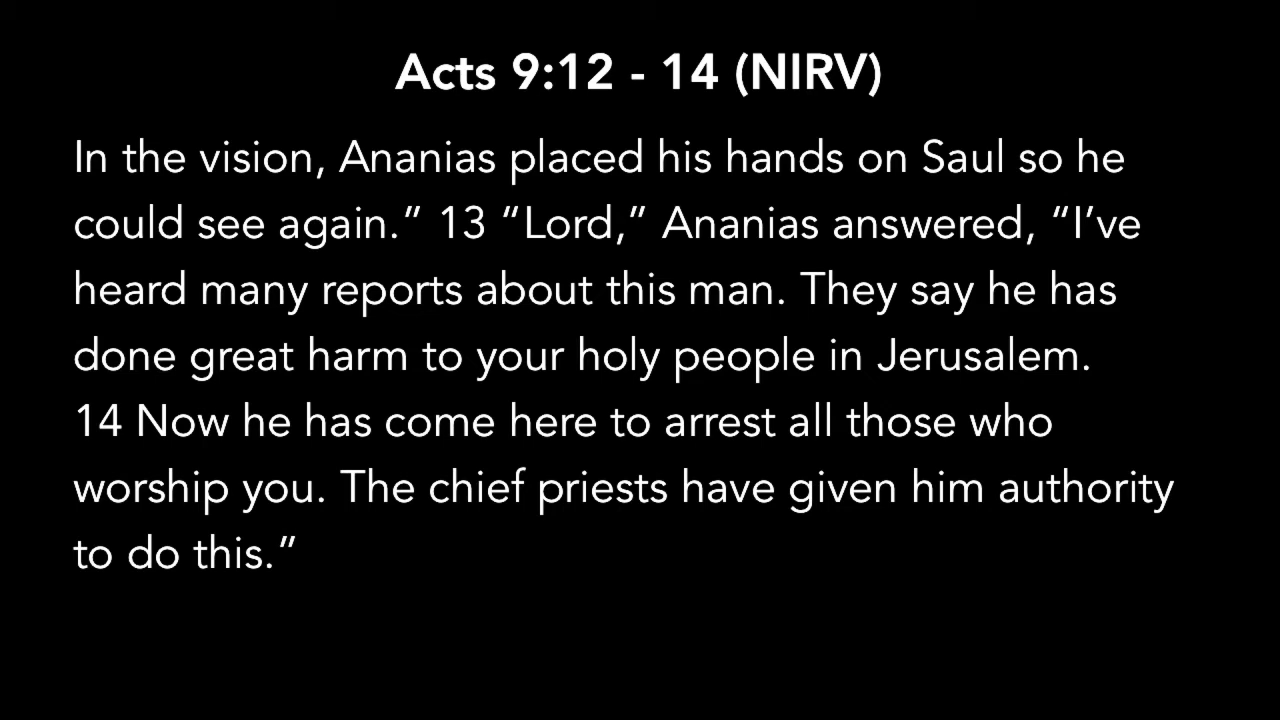 Acts 9:12 - 14 (NIRV)
In the vision, Ananias placed his hands on Saul so he
could see again.” 13 “Lord,” Ananias answered, “I’ve
heard many reports about this man. They say he has
done great harm to your holy people in Jerusalem.
14 Now he has come here to arrest all those who
worship you. The chief priests have given him authority
to do this.”